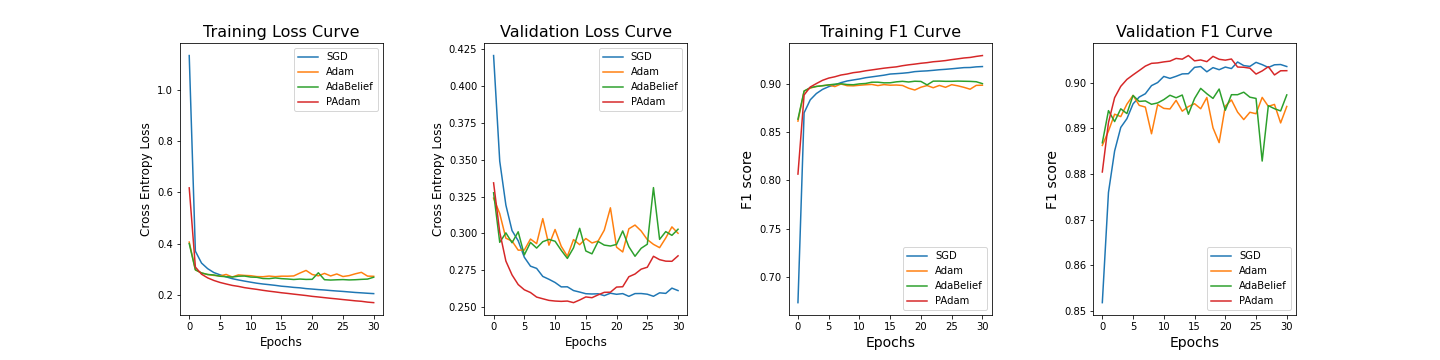 Training Loss Curve
Cross Entropy Loss
1.0
0.8
0.6
0.4
0.2
0 5 10 15 20 25 30
Epochs
SGD
Adam
AdaBelief
PAdam
Validation Loss Curve
Cross Entropy Loss
0.425
0.400
0.375
0.350
0.325
0.300
0.275
0.250
0 5 10 15 20 25 30
Epochs
SGD
Adam
AdaBelief
PAdam
Training F1 Curve
F1 score
0.90
0.85
0.80
0.75
0.70
0 5 10 15 20 25 30
Epochs
SGD
Adam
AdaBelief
PAdam
Validation F1 Curve
F1 score
0.90
0.89
0.88
0.87
0.86
0.85
0 5 10 15 20 25 30
Epochs
SGD
Adam
AdaBelief
PAdam